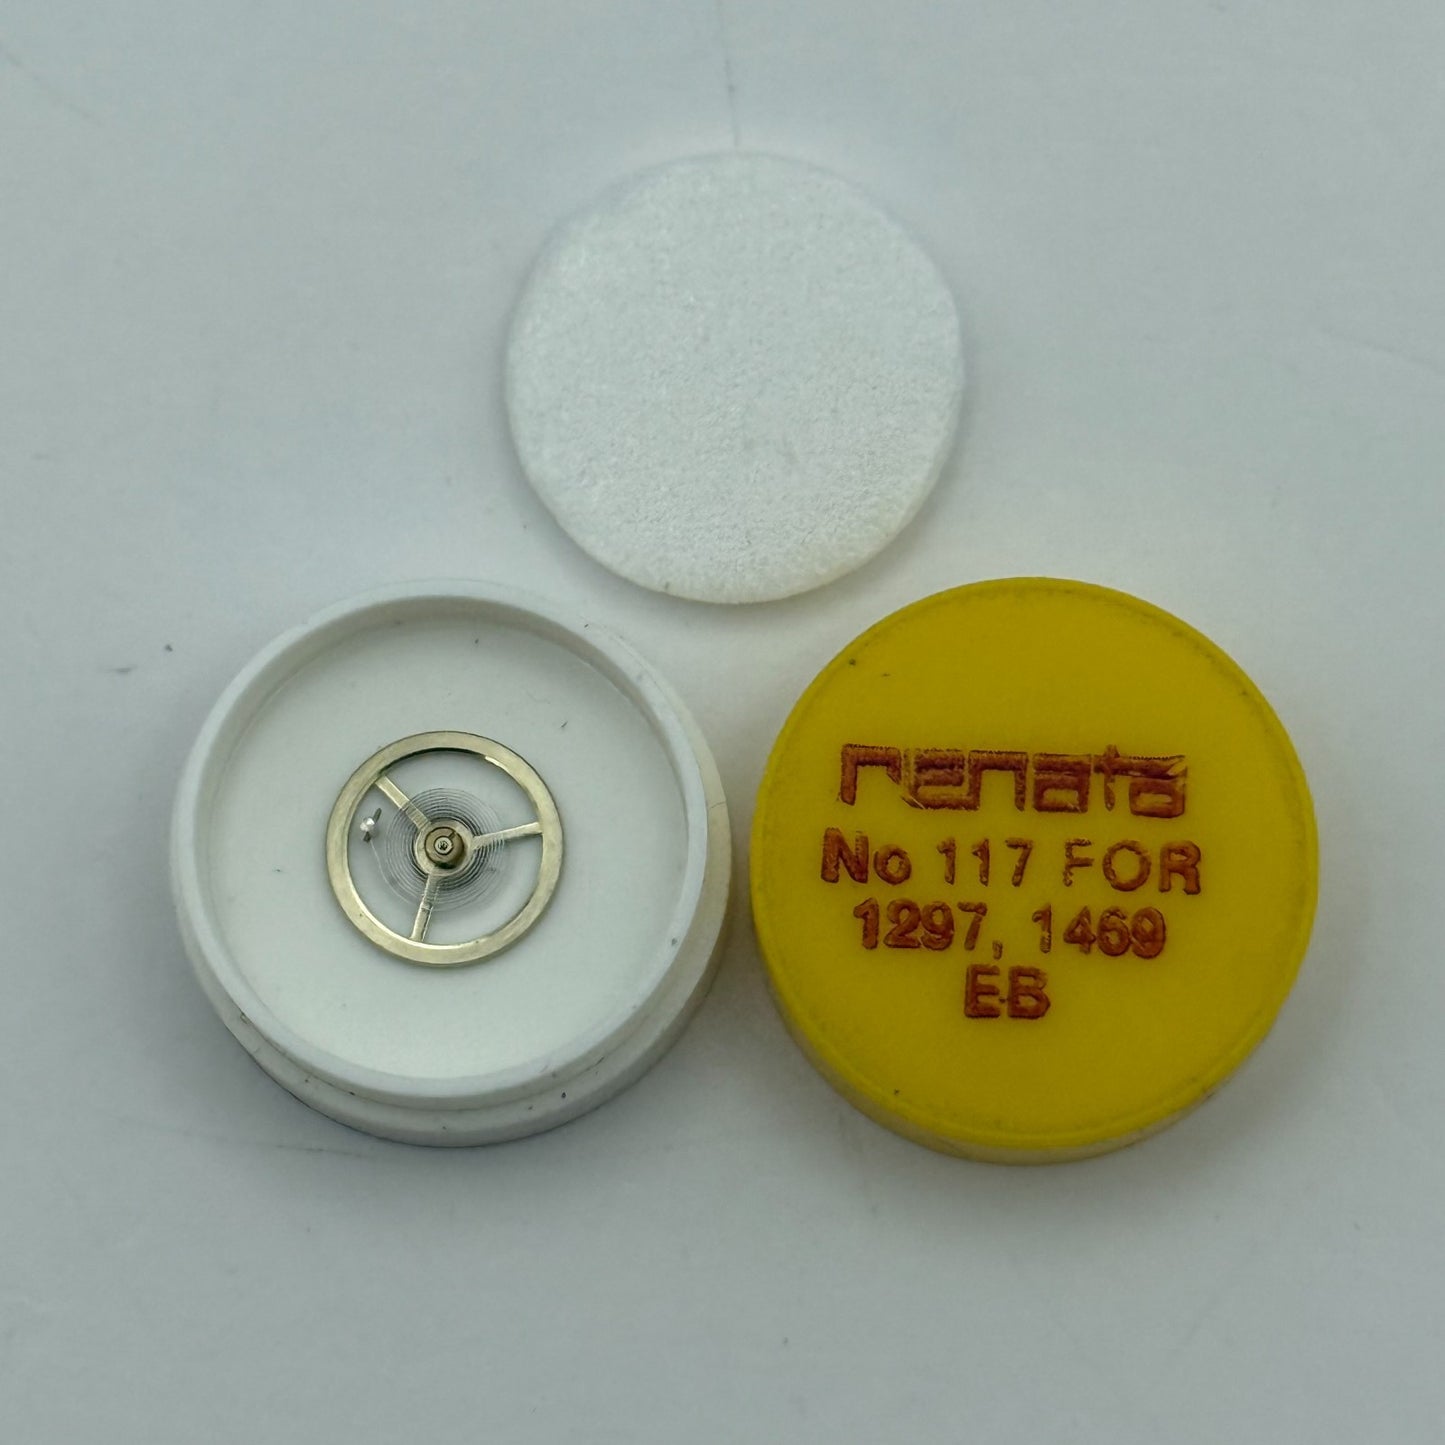 renata
No 117 FOR
1297, 1469
EB